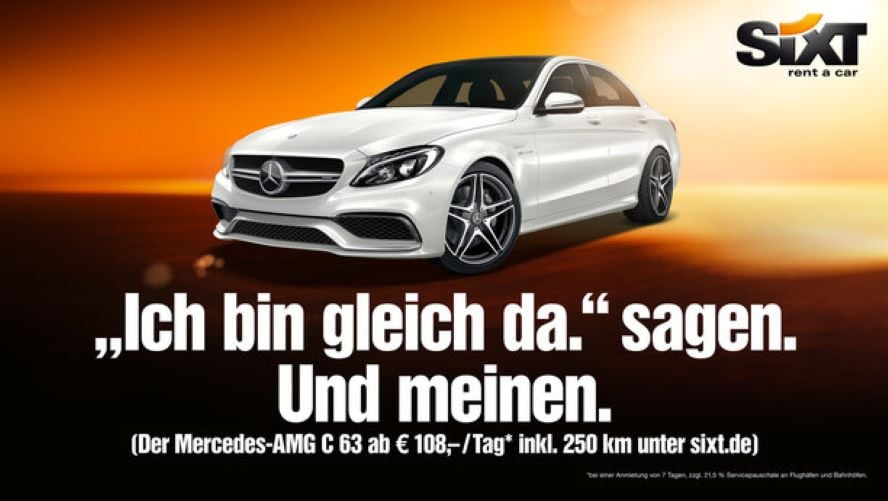 SIXT
rent a car
„Ich bin gleich da.“ sagen.
Und meinen.
(Der Mercedes-AMG C 63 ab € 108,–/Tag* inkl. 250 km unter sixt.de)
*bei einer Anmietung von 7 Tagen, zzgl. 21,5 % Servicepauschale an Flughäfen und Bahnhöfen.